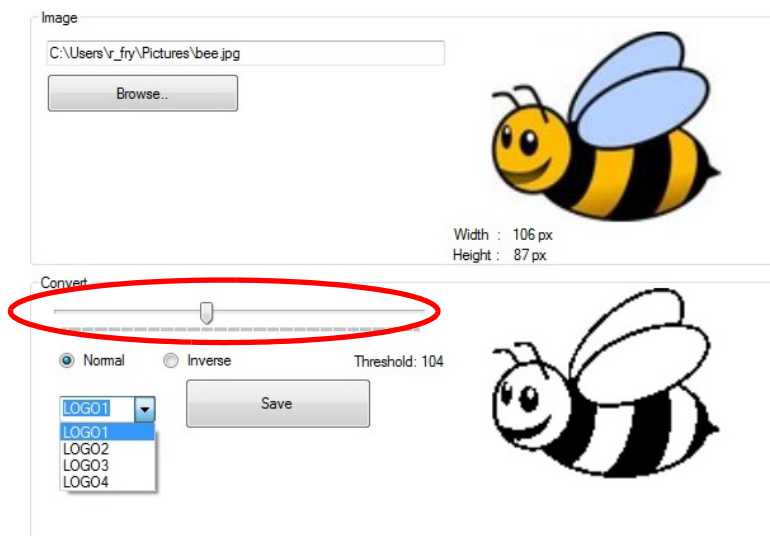 Image
C:\Users\r_fry\Pictures\bee.jpg
Browse..
Width : 106 px
Height : 87 px
Convert
Normal Inverse Threshold: 104
LOGO1 Save
LOGO1
LOGO2
LOGO3
LOGO4